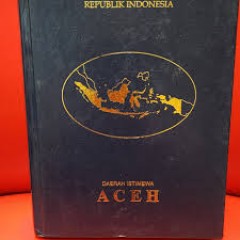 REPUBLIK INDONESIA
DAERAH ISTIMEWA
ACEH